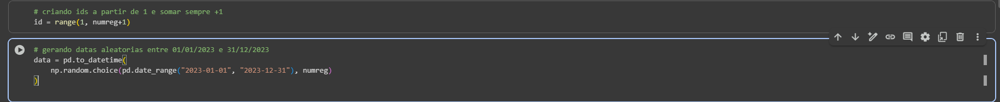 # criando ids a partir de 1 e somar sempre +1
id = range(1, numreg+1)
# gerando datas aleatorias entre 01/01/2023 e 31/12/2023
data = pd.to_datetime(
    np.random.choice(pd.date_range("2023-01-01", "2023-12-31"), numreg)
)